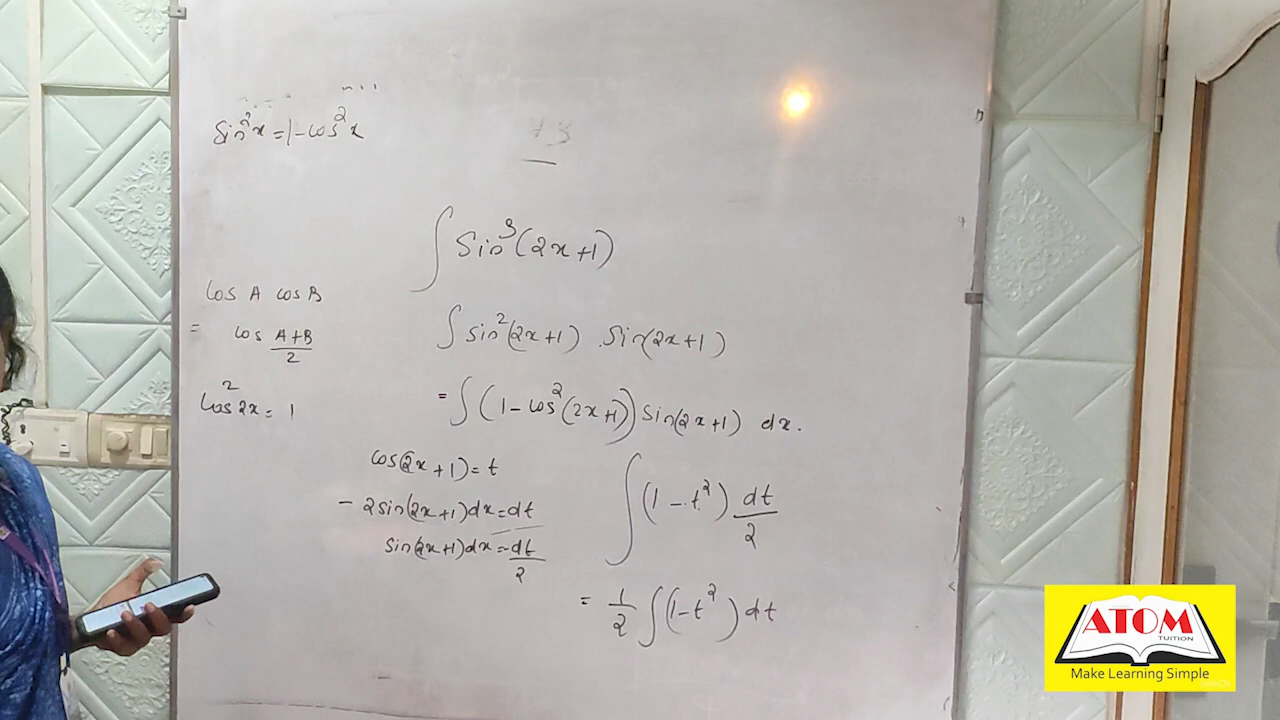 sin²x = 1 - cos²x
∫ Sin³(2x+1)
cos A cos B
= cos (A+B)/2
cos²2x = 1
∫ sin²(2x+1) . Sin(2x+1)
= ∫ (1 - cos²(2x+1)) sin(2x+1) dx.
cos(2x+1) = t
- 2sin(2x+1)dx = dt
sin(2x+1)dx = -dt/2
∫ (1 - t²) dt/2
= 1/2 ∫ (1 - t²) dt
ATOM
TUITION
Make Learning Simple